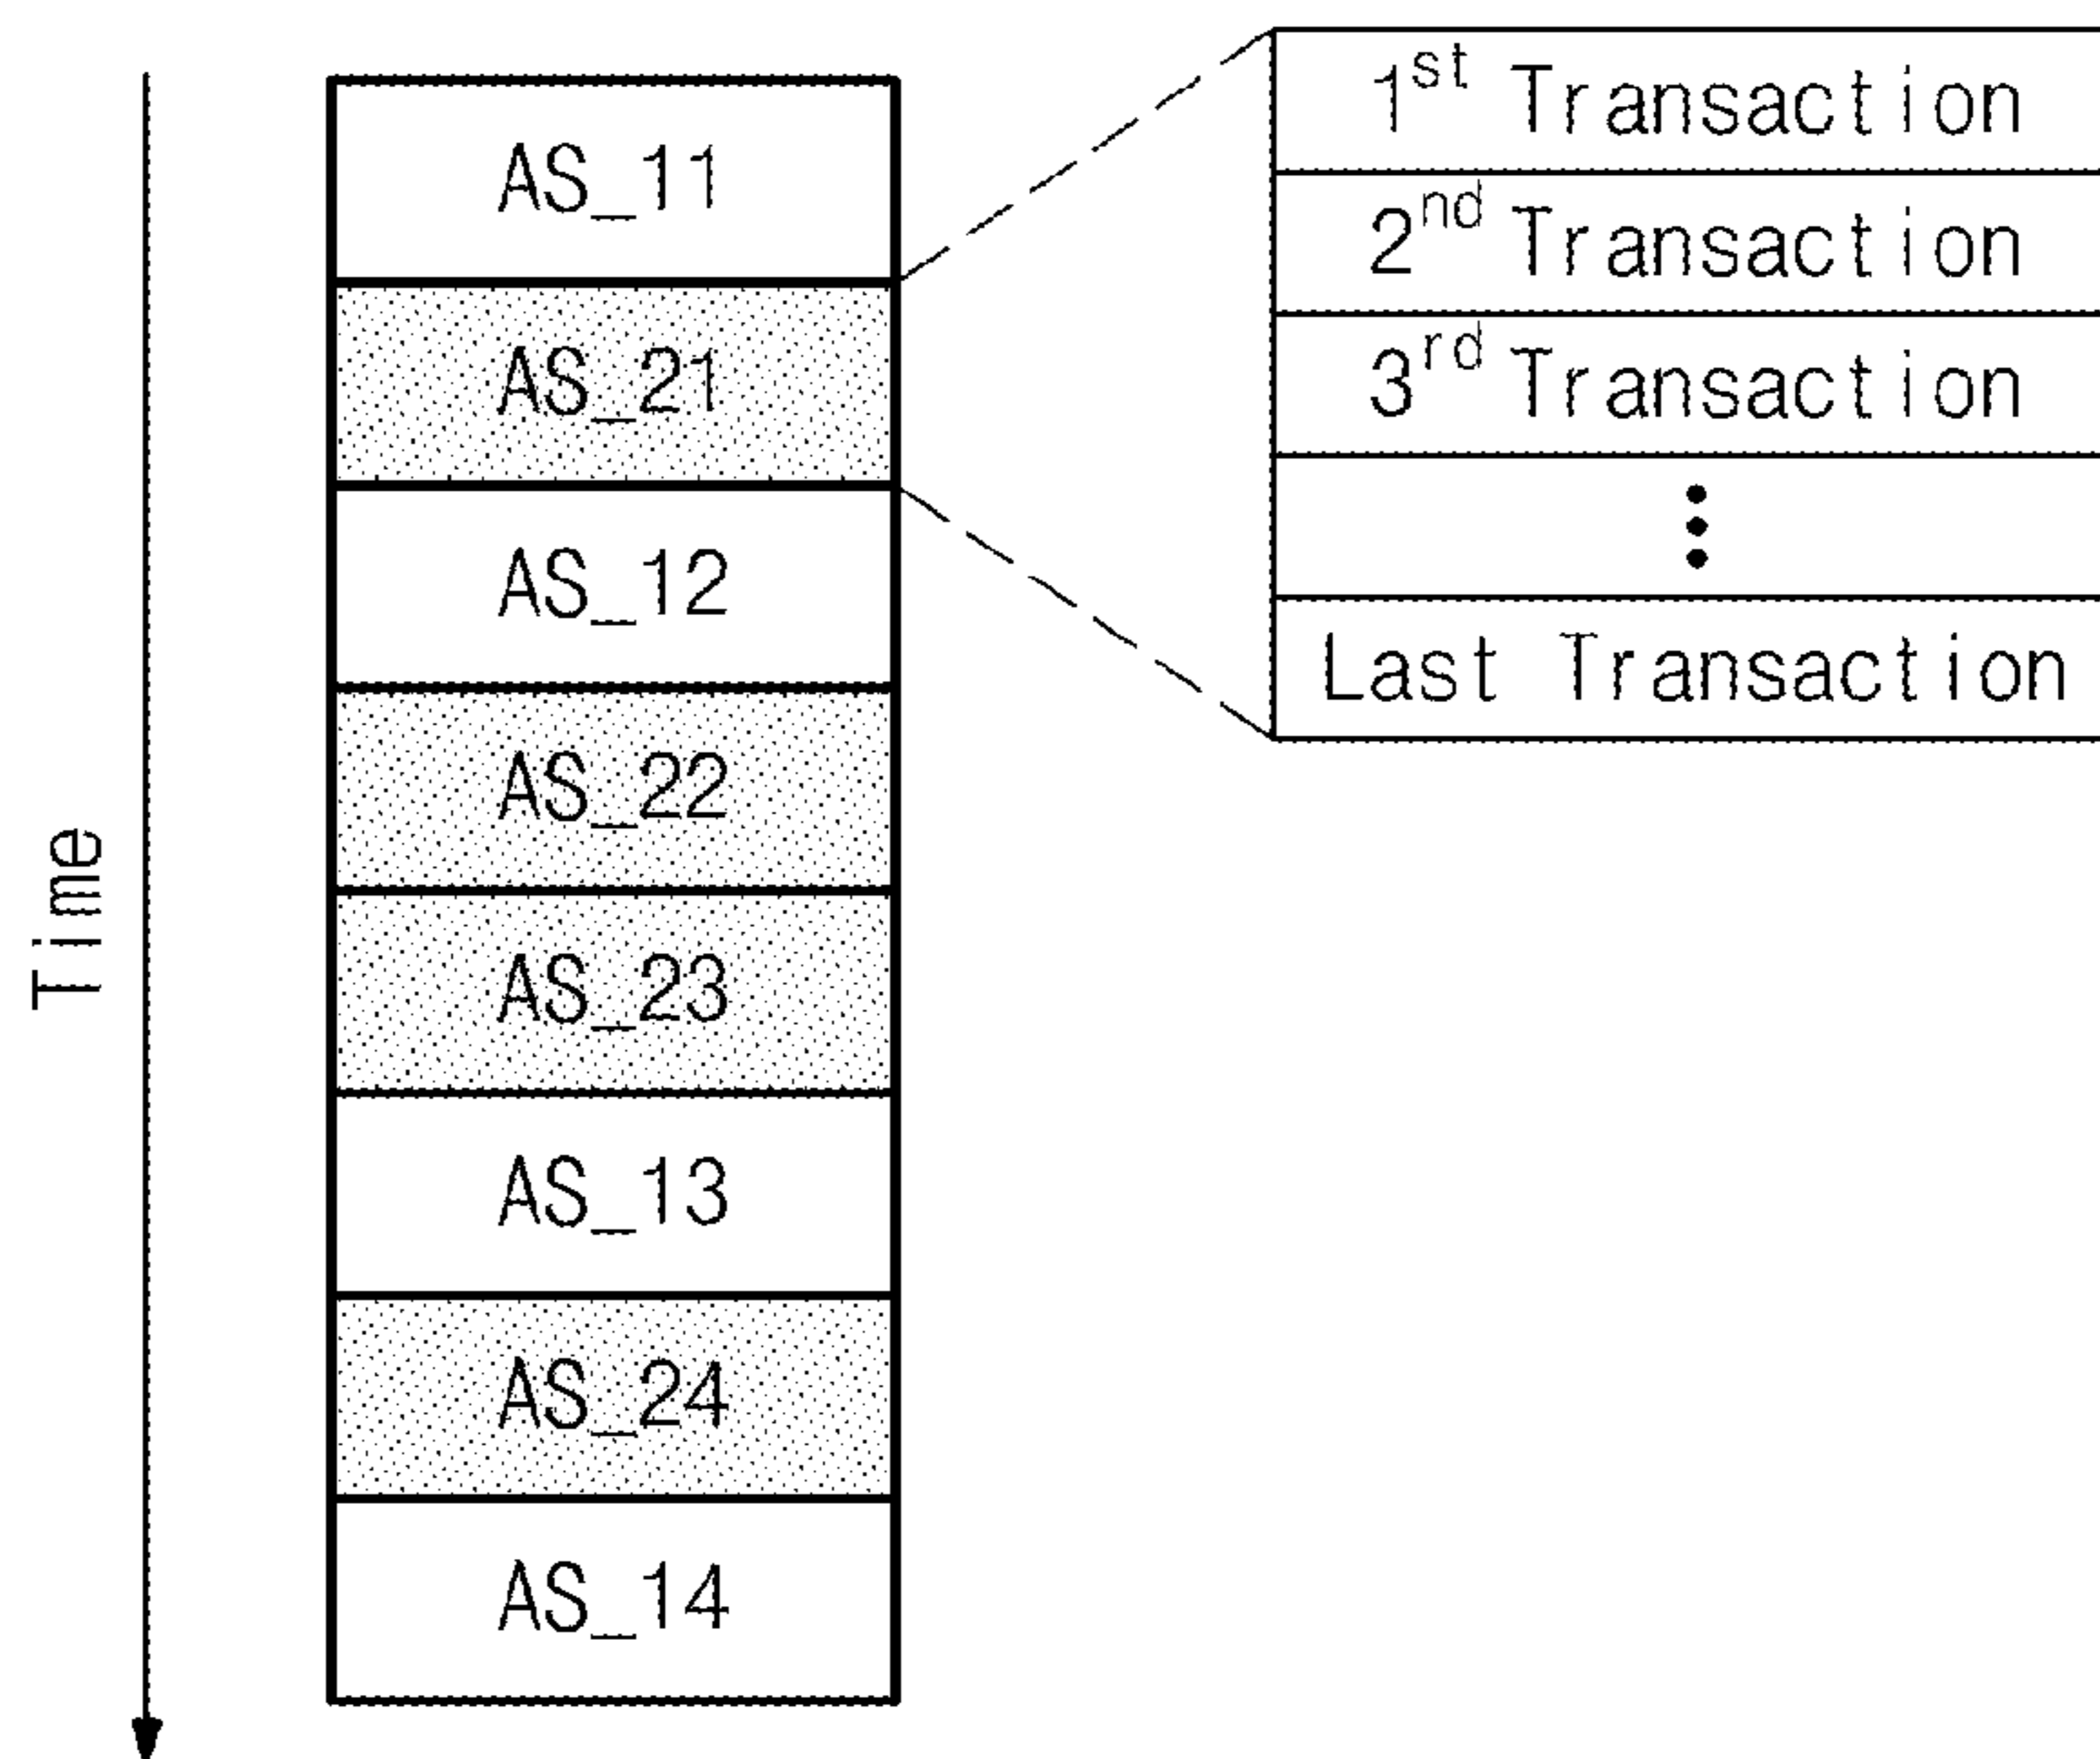 Time
AS_11
AS_21
AS_12
AS_22
AS_23
AS_13
AS_24
AS_14
1st Transaction
2nd Transaction
3rd Transaction
Last Transaction